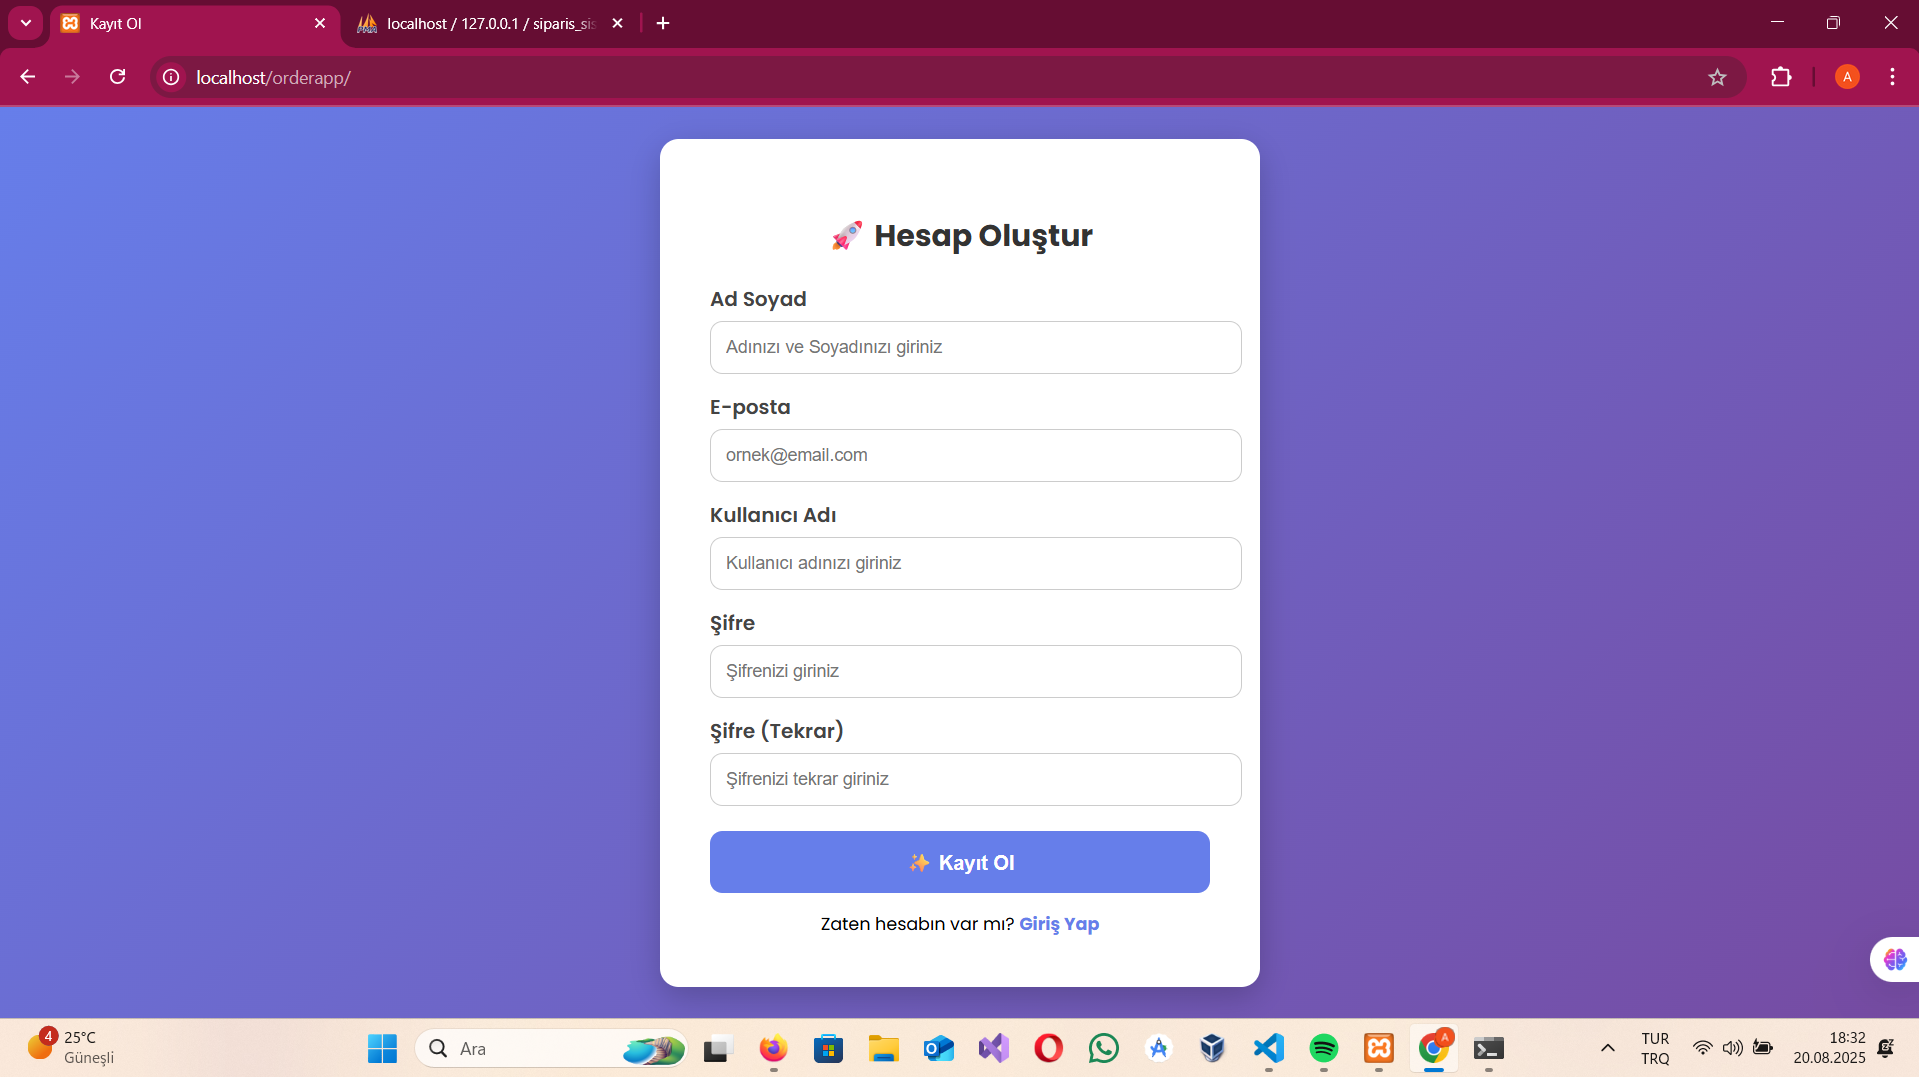 Kayıt Ol
localhost / 127.0.0.1 / siparis_sis
localhost/orderapp/
A
🚀 Hesap Oluştur
Ad Soyad
Adınızı ve Soyadınızı giriniz
E-posta
ornek@email.com
Kullanıcı Adı
Kullanıcı adınızı giriniz
Şifre
Şifrenizi giriniz
Şifre (Tekrar)
Şifrenizi tekrar giriniz
✨ Kayıt Ol
Zaten hesabın var mı? Giriş Yap
4
25°C
Güneşli
Ara
A
TUR
TRQ
18:32
20.08.2025